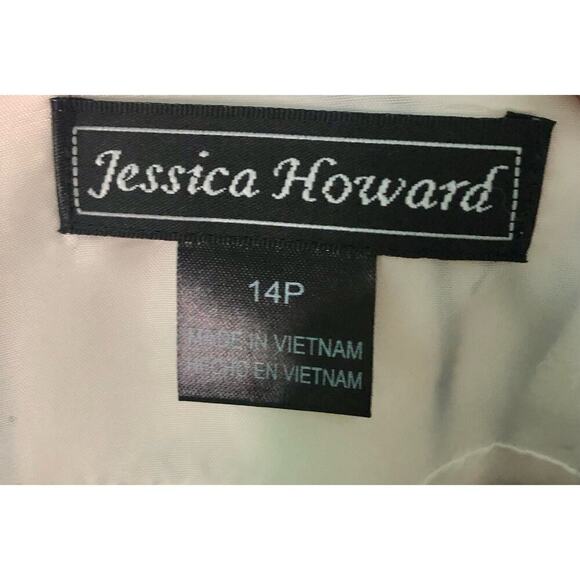 Jessica Howard
14P
MADE IN VIETNAM
HECHO EN VIETNAM